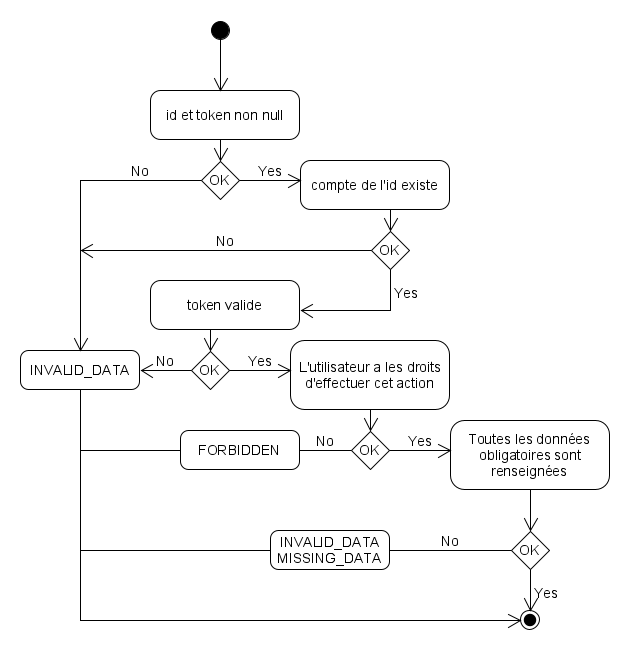 id et token non null
OK
No
Yes
compte de l'id existe
OK
No
Yes
token valide
OK
No
Yes
INVALID_DATA
L'utilisateur a les droits
d'effectuer cet action
OK
No
Yes
FORBIDDEN
Toutes les données
obligatoires sont
renseignées
OK
No
Yes
INVALID_DATA
MISSING_DATA